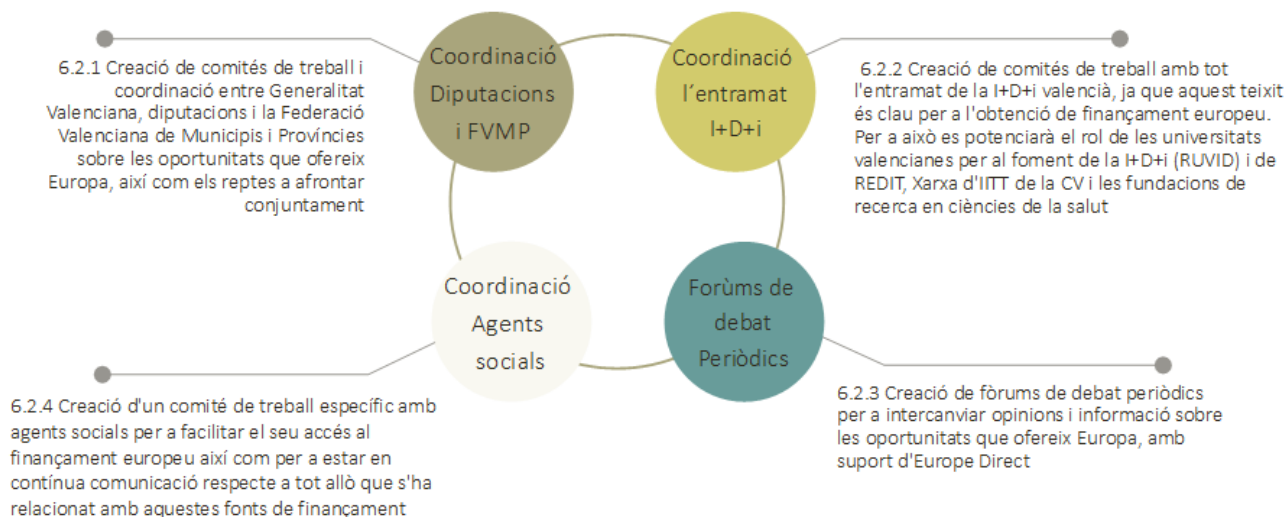 Coordinació
Diputacions
i FVMP
6.2.1 Creació de comités de treball i
coordinació entre Generalitat
Valenciana, diputacions i la Federació
Valenciana de Municipis i Províncies
sobre les oportunitats que ofereix
Europa, així com els reptes a afrontar
conjuntament
Coordinació
l´entramat
I+D+i
6.2.2 Creació de comités de treball amb tot
l'entramat de la I+D+i valencià, ja que aquest teixit
és clau per a l'obtenció de finançament europeu.
Per a això es potenciarà el rol de les universitats
valencianes per al foment de la I+D+i (RUVID) i de
REDIT, Xarxa d'IITT de la CV i les fundacions de
recerca en ciències de la salut
Coordinació
Agents
socials
6.2.4 Creació d'un comité de treball específic amb
agents socials per a facilitar el seu accés al
finançament europeu així com per a estar en
contínua comunicació respecte a tot allò que s'ha
relacionat amb aquestes fonts de finançament
Forùms de
debat
Periòdics
6.2.3 Creació de fòrums de debat periòdics
per a intercanviar opinions i informació sobre
les oportunitats que ofereix Europa, amb
suport d'Europe Direct